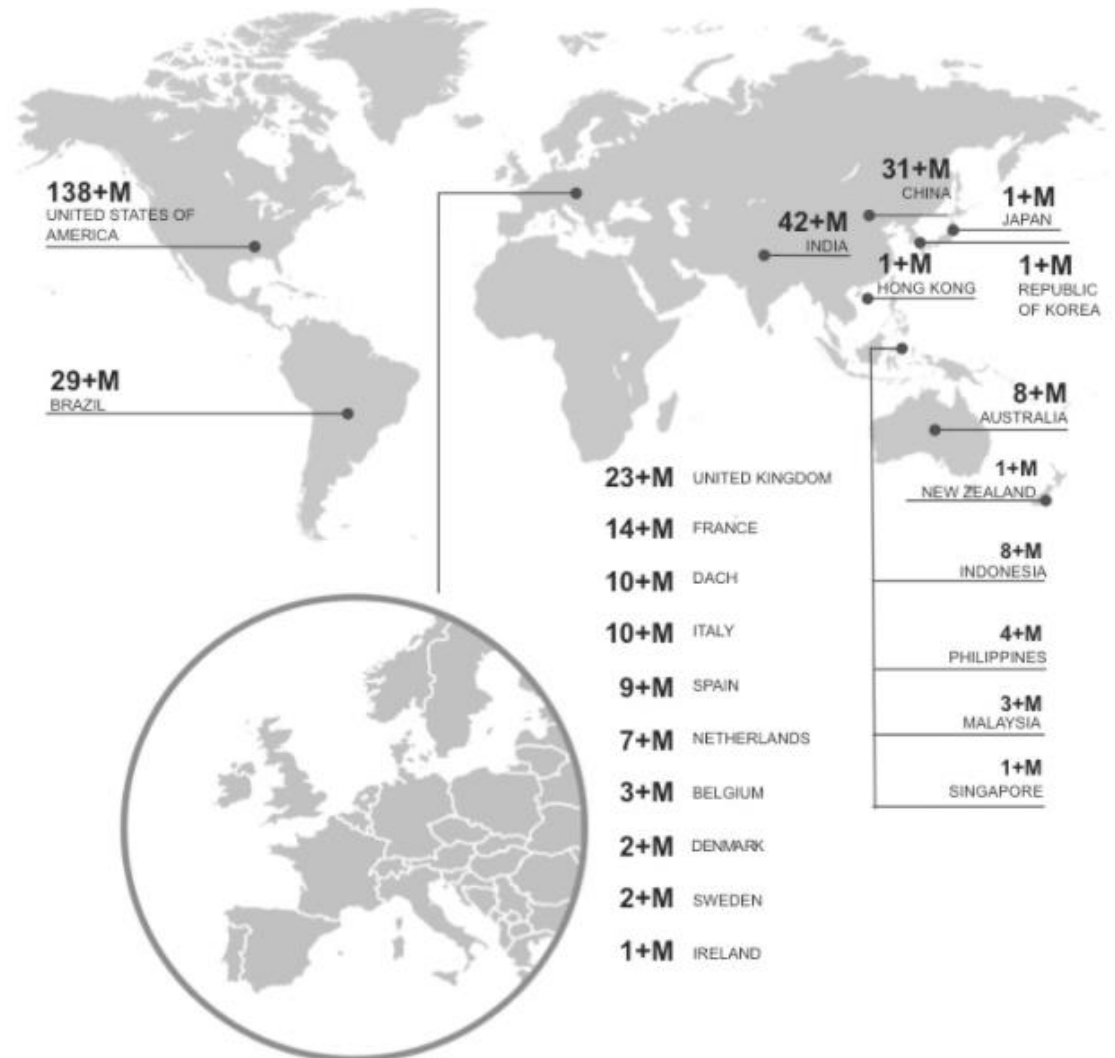 138+M
UNITED STATES OF
AMERICA
29+M
BRAZIL
31+M
CHINA
42+M
INDIA
1+M
JAPAN
1+M
HONG KONG
1+M
REPUBLIC
OF KOREA
8+M
AUSTRALIA
1+M
NEW ZEALAND
8+M
INDONESIA
4+M
PHILIPPINES
3+M
MALAYSIA
1+M
SINGAPORE
23+M UNITED KINGDOM
14+M FRANCE
10+M DACH
10+M ITALY
9+M SPAIN
7+M NETHERLANDS
3+M BELGIUM
2+M DENMARK
2+M SWEDEN
1+M IRELAND